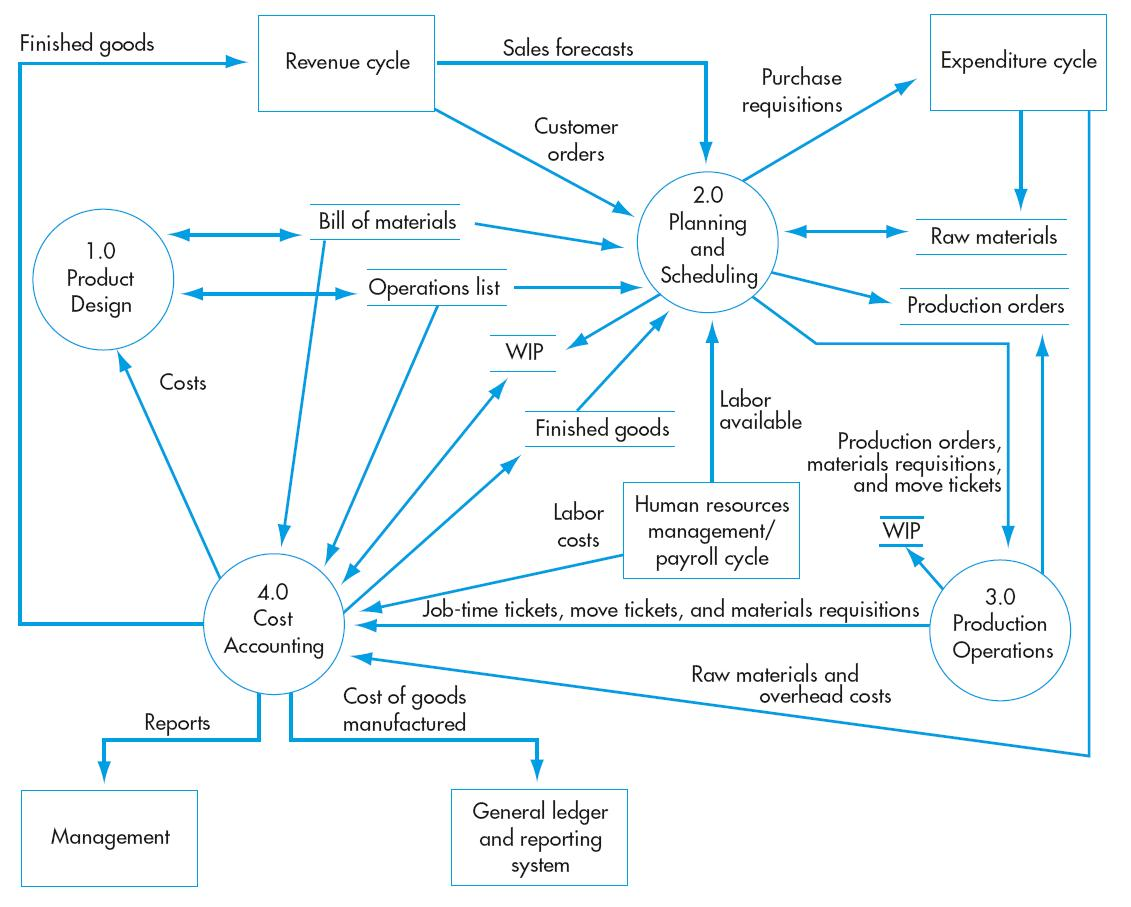 Finished goods
Revenue cycle
Sales forecasts
Expenditure cycle
Purchase
requisitions
Customer
orders
2.0
Planning
and
Scheduling
Bill of materials
Raw materials
1.0
Product
Design
Operations list
Production orders
WIP
Costs
Finished goods
Labor
available
Production orders,
materials requisitions,
and move tickets
Human resources
management/
payroll cycle
Labor
costs
WIP
4.0
Cost
Accounting
Job-time tickets, move tickets, and materials requisitions
3.0
Production
Operations
Raw materials and
overhead costs
Cost of goods
manufactured
Reports
Management
General ledger
and reporting
system